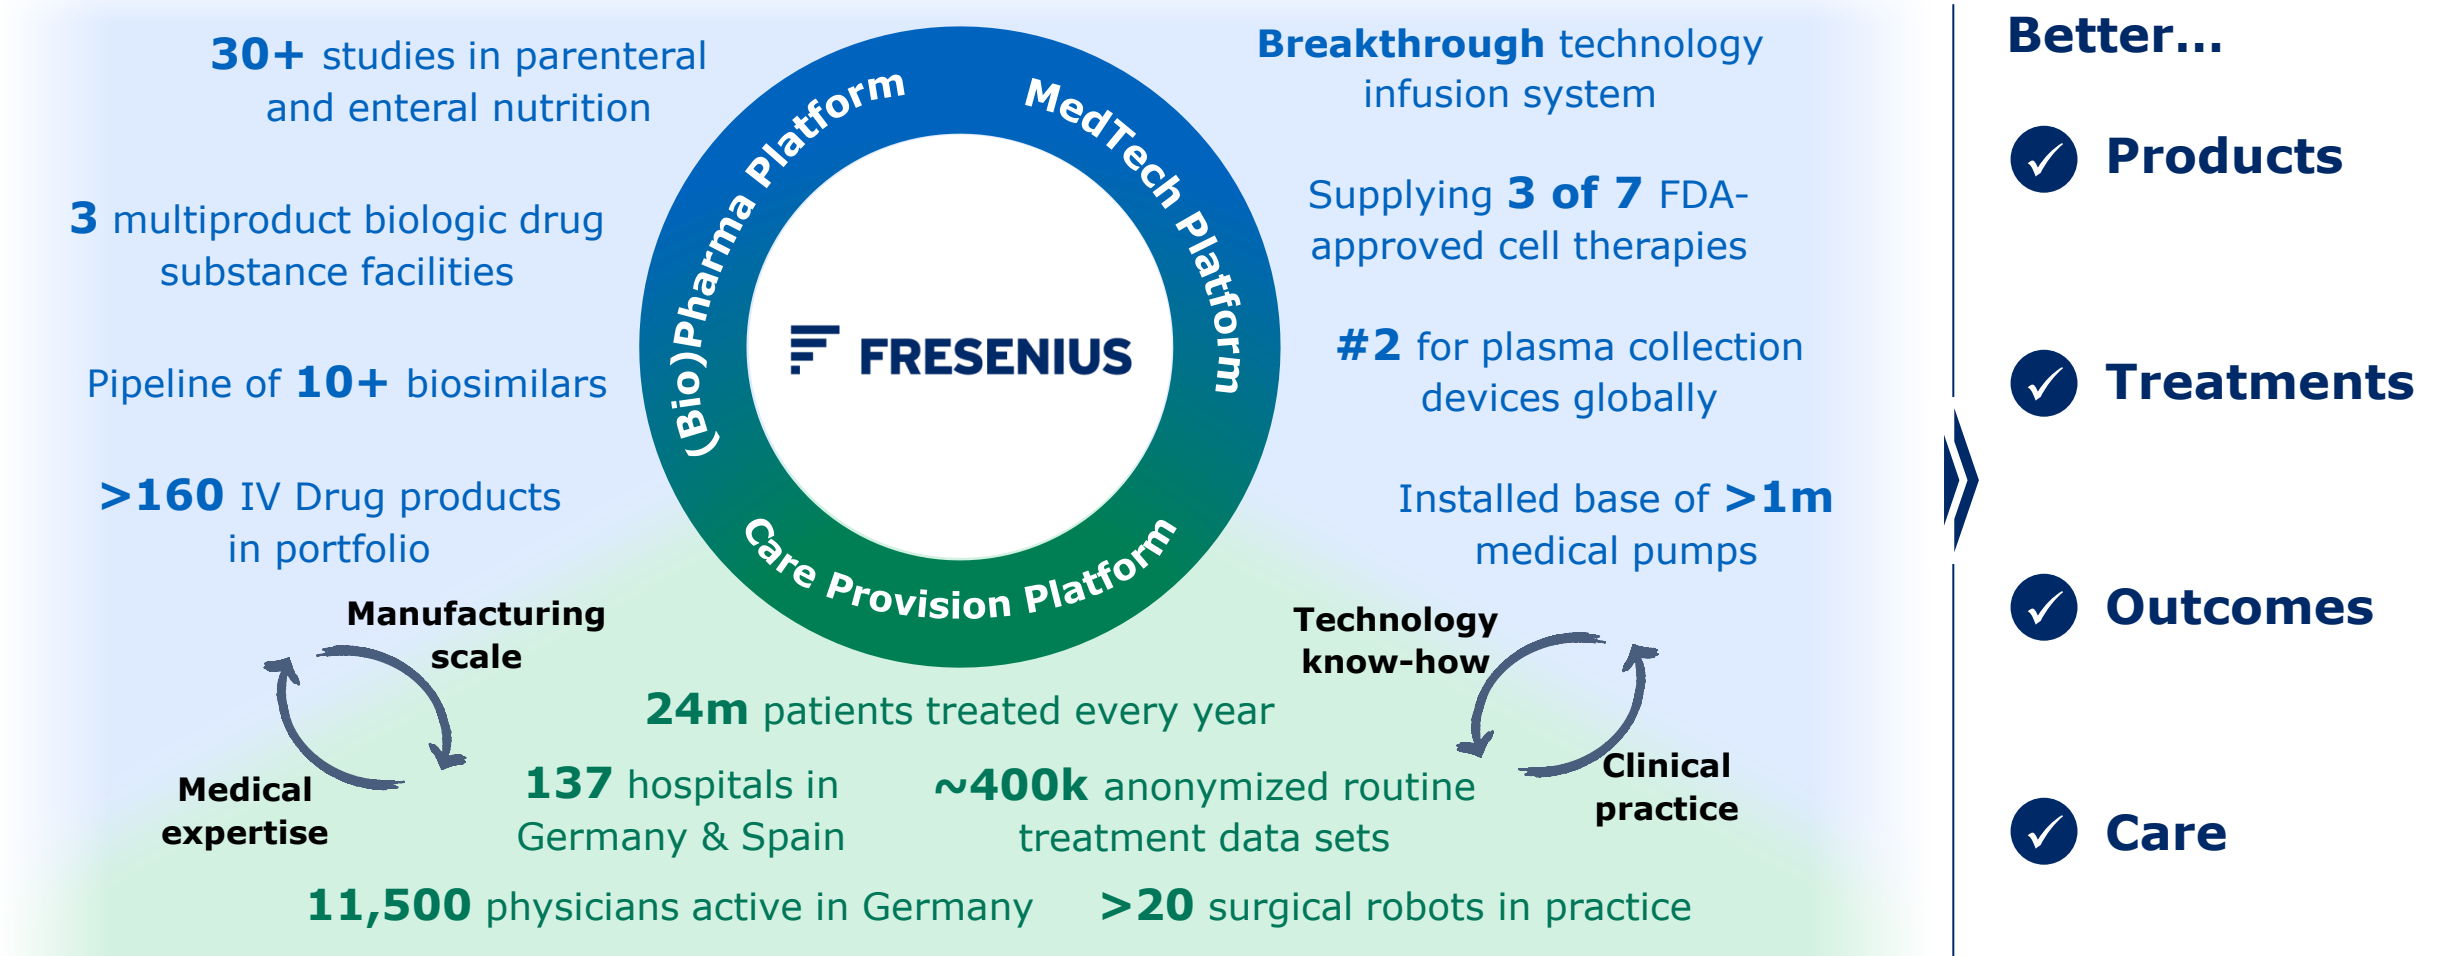 30+ studies in parenteral
and enteral nutrition
3 multiproduct biologic drug
substance facilities
Pipeline of 10+ biosimilars
>160 IV Drug products
in portfolio
(Bio)Pharma Platform
MedTech Platform
Care Provision Platform
FRESENIUS
Breakthrough technology
infusion system
Supplying 3 of 7 FDA-
approved cell therapies
#2 for plasma collection
devices globally
Installed base of >1m
medical pumps
Manufacturing
scale
Medical
expertise
Technology
know-how
Clinical
practice
24m patients treated every year
137 hospitals in
Germany & Spain
~400k anonymized routine
treatment data sets
11,500 physicians active in Germany
>20 surgical robots in practice
Better...
Products
Treatments
Outcomes
Care